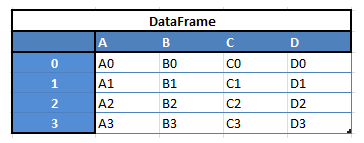 DataFrame
A B C D
0 A0 B0 C0 D0
1 A1 B1 C1 D1
2 A2 B2 C2 D2
3 A3 B3 C3 D3